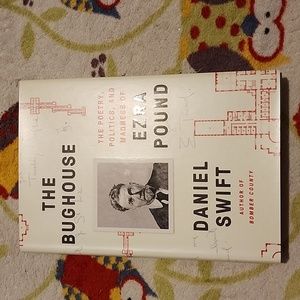 THE
BUGHOUSE
THE POETRY,
POLITICS, AND
MADNESS OF
EZRA
POUND
DANIEL
SWIFT
AUTHOR OF
BOMBER COUNTY